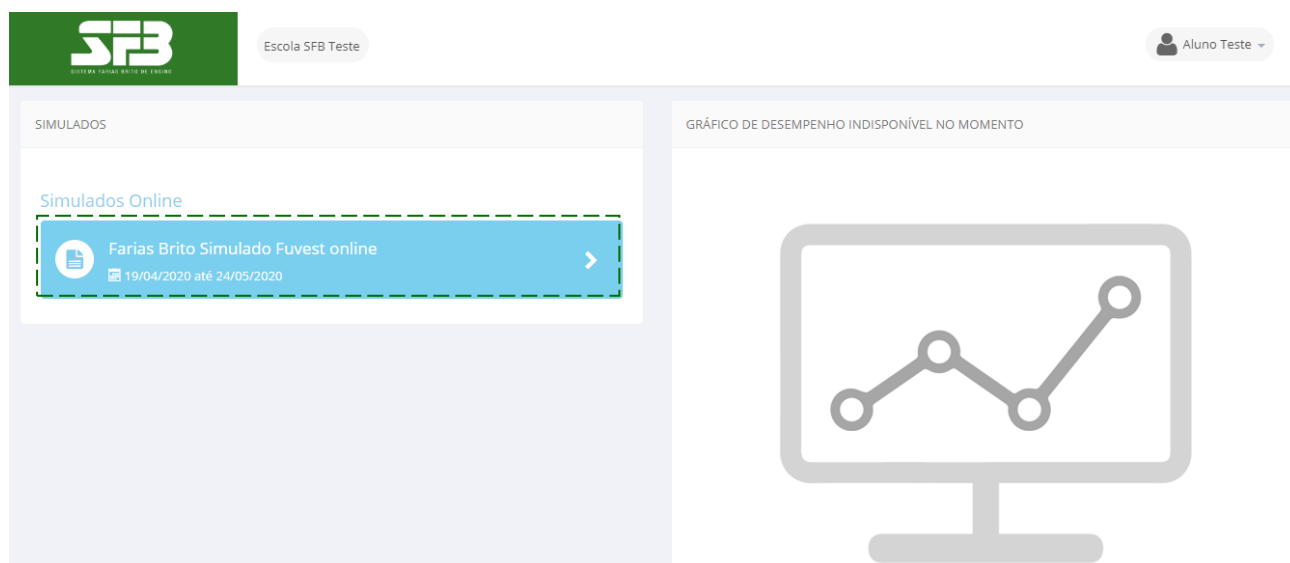 SFB
SISTEMA FARIAS BRITO DE ENSINO
Escola SFB Teste
Aluno Teste
SIMULADOS
Simulados Online
Farias Brito Simulado Fuvest online
19/04/2020 até 24/05/2020
GRÁFICO DE DESEMPENHO INDISPONÍVEL NO MOMENTO